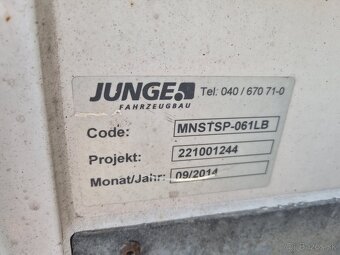 JUNGE Tel: 040 / 670 71-0
FAHRZEUGBAU
Code: MNSTSP-061LB
Projekt: 221001244
Monat/Jahr: 09/2014